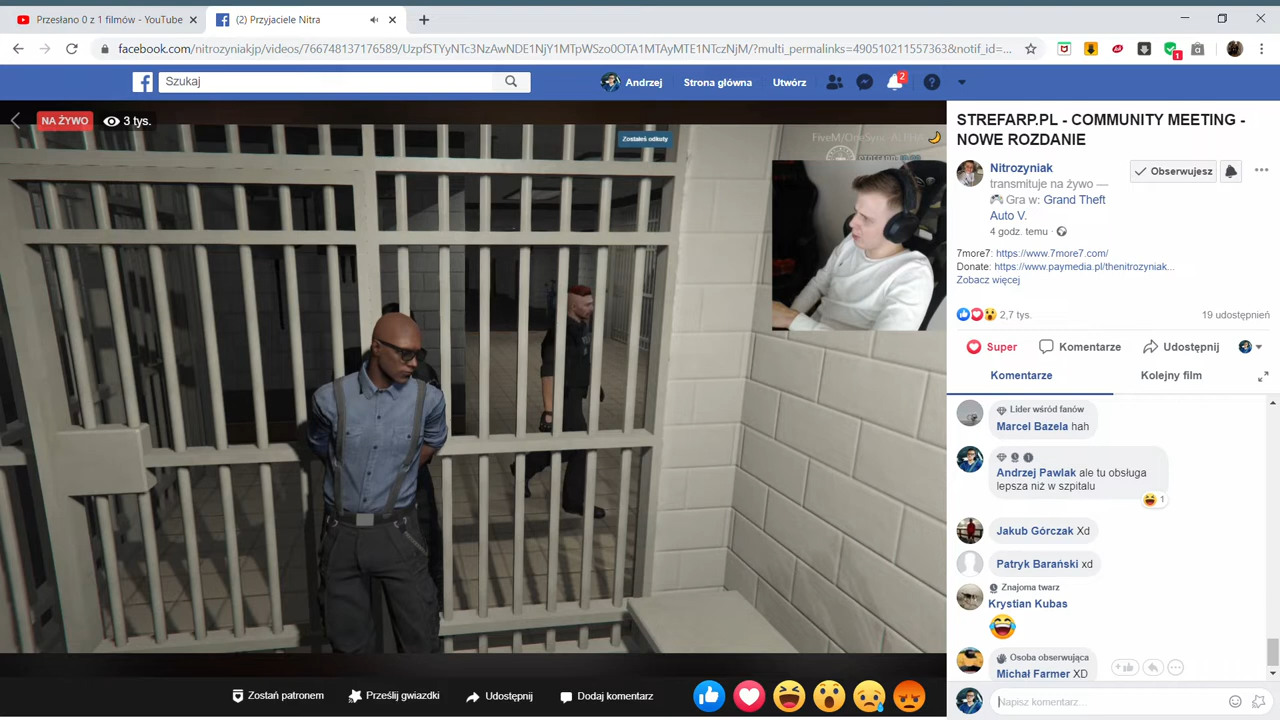 Przesłano 0 z 1 filmów - YouTube
(2) Przyjaciele Nitra
facebook.com/nitrozyniakjp/videos/766748137176589/UzpfSTYyNTc3NzAwNDE1NjY1MTpWSzo0OTA1MTAyMTE1NTczNjM/?multi_permalinks=490510211557363&notif_id=...
1
Szukaj
Andrzej
Strona główna
Utwórz
2
NA ŻYWO
3 tys.
Zostałeś odkuty
FiveM/OneSync: ALPHA
STREFARP.PL - COMMUNITY MEETING -
NOWE ROZDANIE
Nitrozyniak
transmituje na żywo —
Gra w: Grand Theft
Auto V.
4 godz. temu
Obserwujesz
7more7: https://www.7more7.com/
Donate: https://www.paymedia.pl/thenitrozyniak...
Zobacz więcej
2,7 tys.
19 udostępnień
Super
Komentarze
Udostępnij
Komentarze
Kolejny film
Lider wśród fanów
Marcel Bazela hah
Andrzej Pawlak ale tu obsługa
lepsza niż w szpitalu
1
Jakub Górczak Xd
Patryk Barański xd
Znajoma twarz
Krystian Kubas
Osoba obserwująca
Michał Farmer XD
Napisz komentarz...
Zostań patronem
Prześlij gwiazdki
Udostępnij
Dodaj komentarz